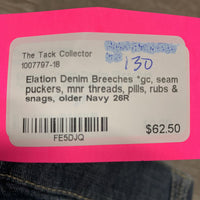 The Tack Collector
1007797-18
130
Elation Denim Breeches *gc, seam
puckers, mnr threads, pills, rubs &
snags, older Navy 26R
FE5DJQ
$62.50